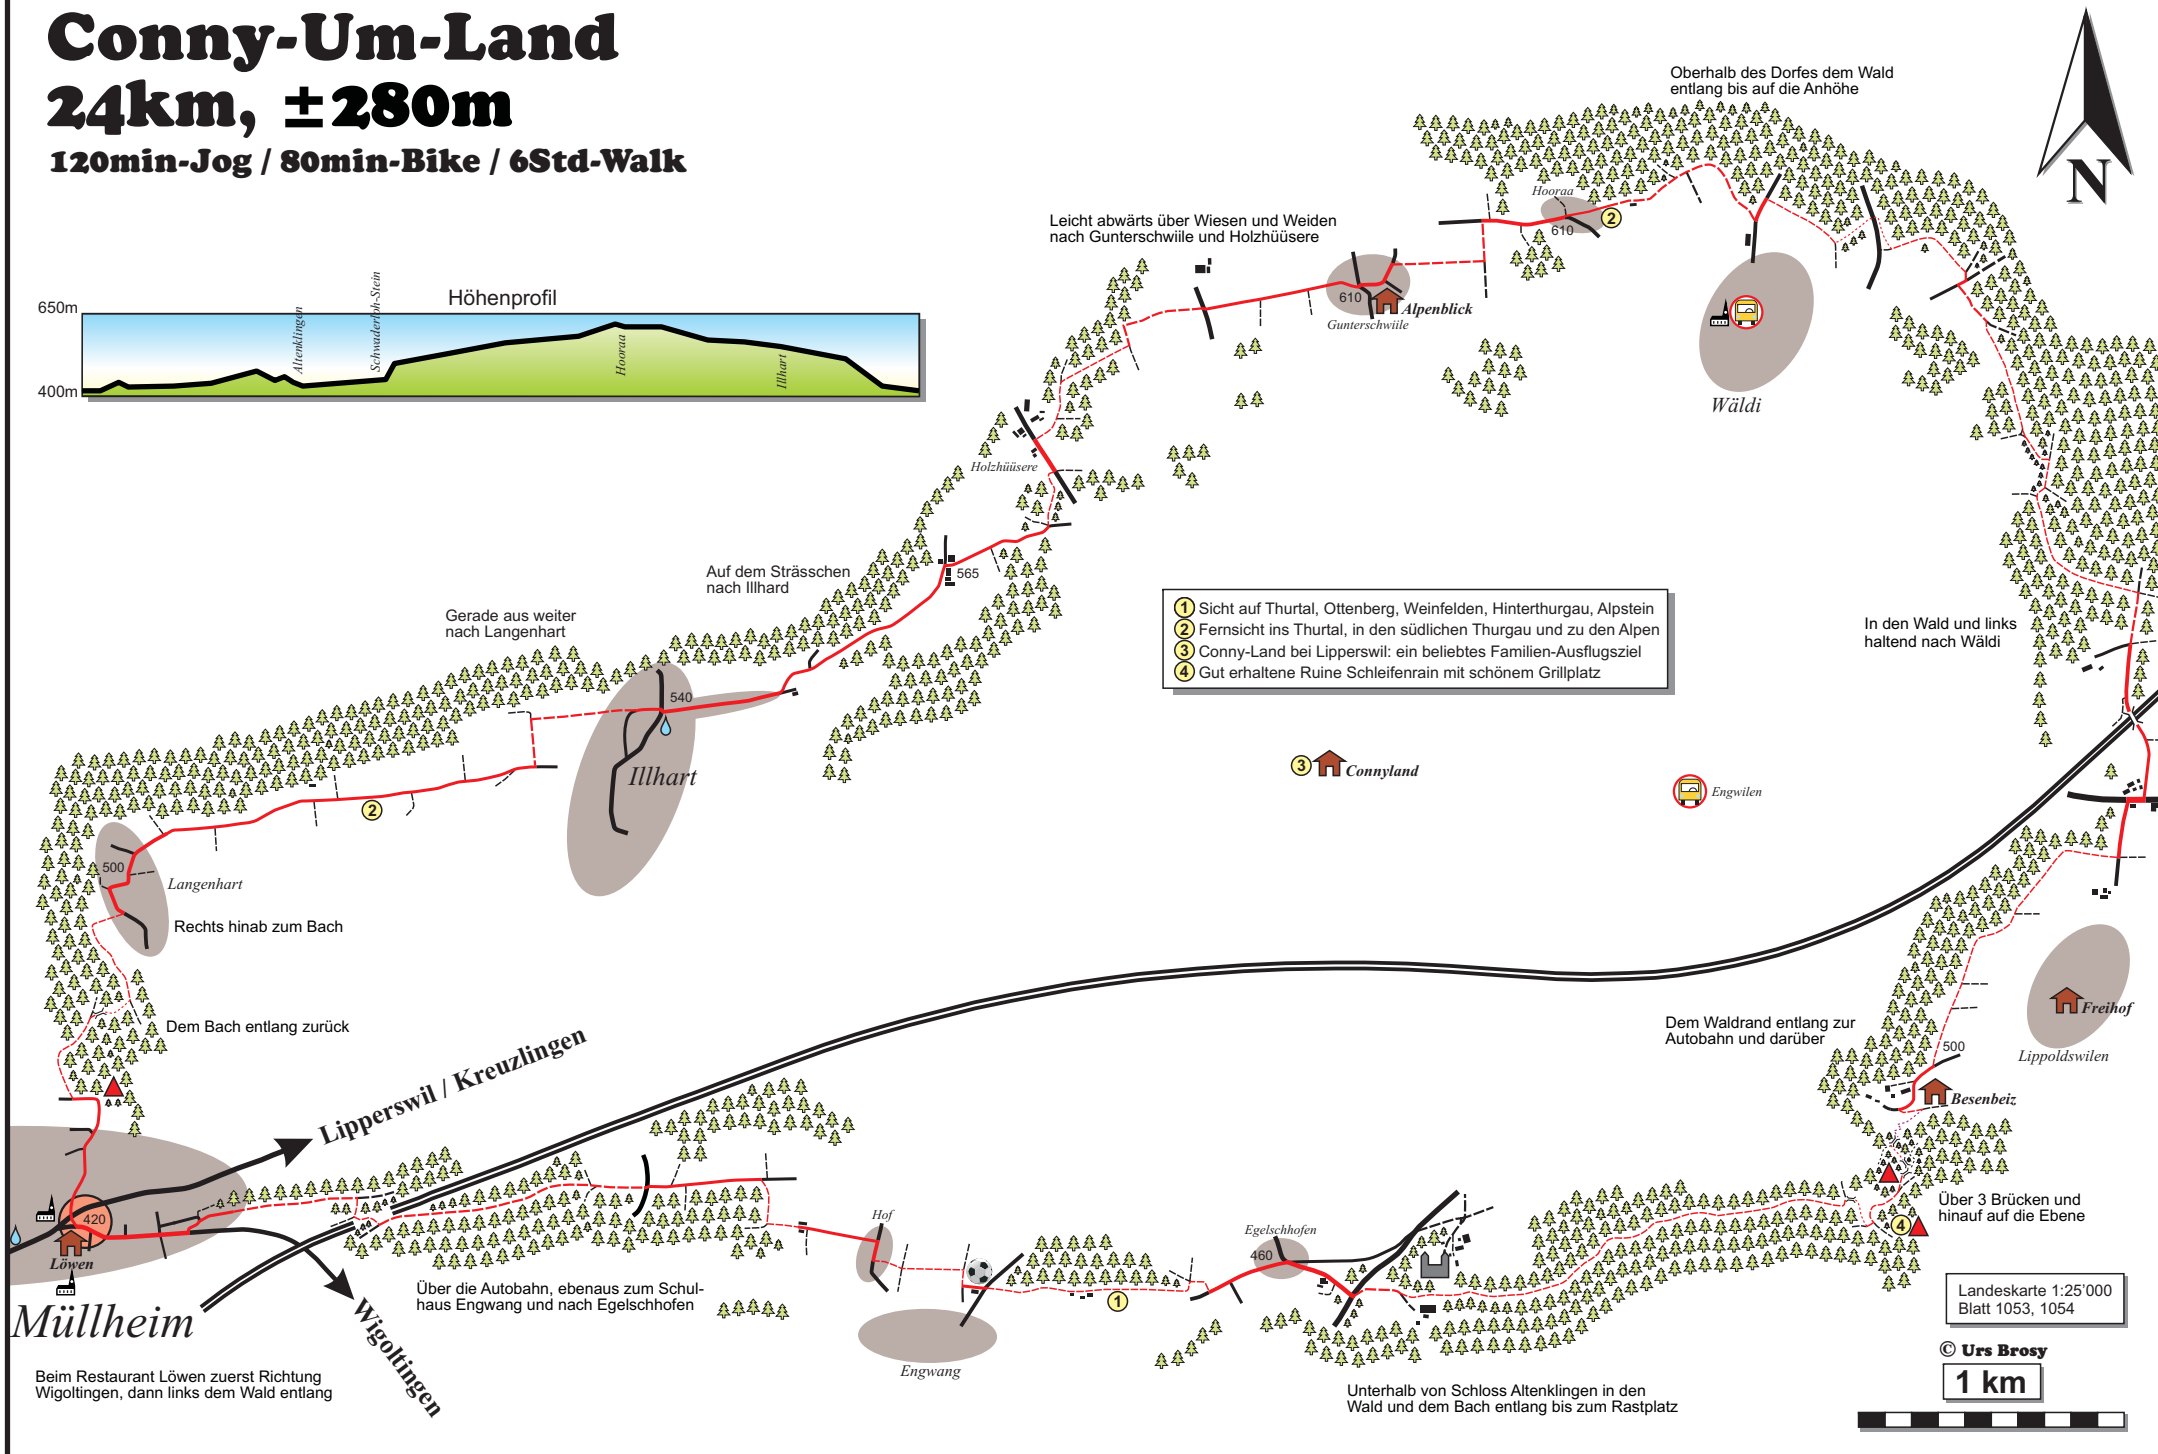 Conny-Um-Land
24km, ±280m
120min-Jog / 80min-Bike / 6Std-Walk
Höhenprofil
650m
400m
Altenklingen
Schwaderloh-Stein
Hooraa
Illhart
Oberhalb des Dorfes dem Wald
entlang bis auf die Anhöhe
N
Leicht abwärts über Wiesen und Weiden
nach Gunterschwiile und Holzhüüsere
Hooraa
610
2
610
Alpenblick
Gunterschwiile
Wäldi
Holzhüüsere
Auf dem Strässchen
nach Illhard
565
Gerade aus weiter
nach Langenhart
1 Sicht auf Thurtal, Ottenberg, Weinfelden, Hinterthurgau, Alpstein
2 Fernsicht ins Thurtal, in den südlichen Thurgau und zu den Alpen
3 Conny-Land bei Lipperswil: ein beliebtes Familien-Ausflugsziel
4 Gut erhaltene Ruine Schleifenrain mit schönem Grillplatz
In den Wald und links
haltend nach Wäldi
540
Illhart
3
Connyland
Engwilen
2
500
Langenhart
Rechts hinab zum Bach
Dem Bach entlang zurück
Lipperswil / Kreuzlingen
Dem Waldrand entlang zur
Autobahn und darüber
Freihof
Lippoldswilen
500
Besenbeiz
Über 3 Brücken und
hinauf auf die Ebene
4
420
Löwen
Müllheim
Wigoltingen
Beim Restaurant Löwen zuerst Richtung
Wigoltingen, dann links dem Wald entlang
Über die Autobahn, ebenaus zum Schul-
haus Engwang und nach Egelschhofen
Hof
Engwang
1
Egelschhofen
460
Unterhalb von Schloss Altenklingen in den
Wald und dem Bach entlang bis zum Rastplatz
Landeskarte 1:25'000
Blatt 1053, 1054
© Urs Brosy
1 km